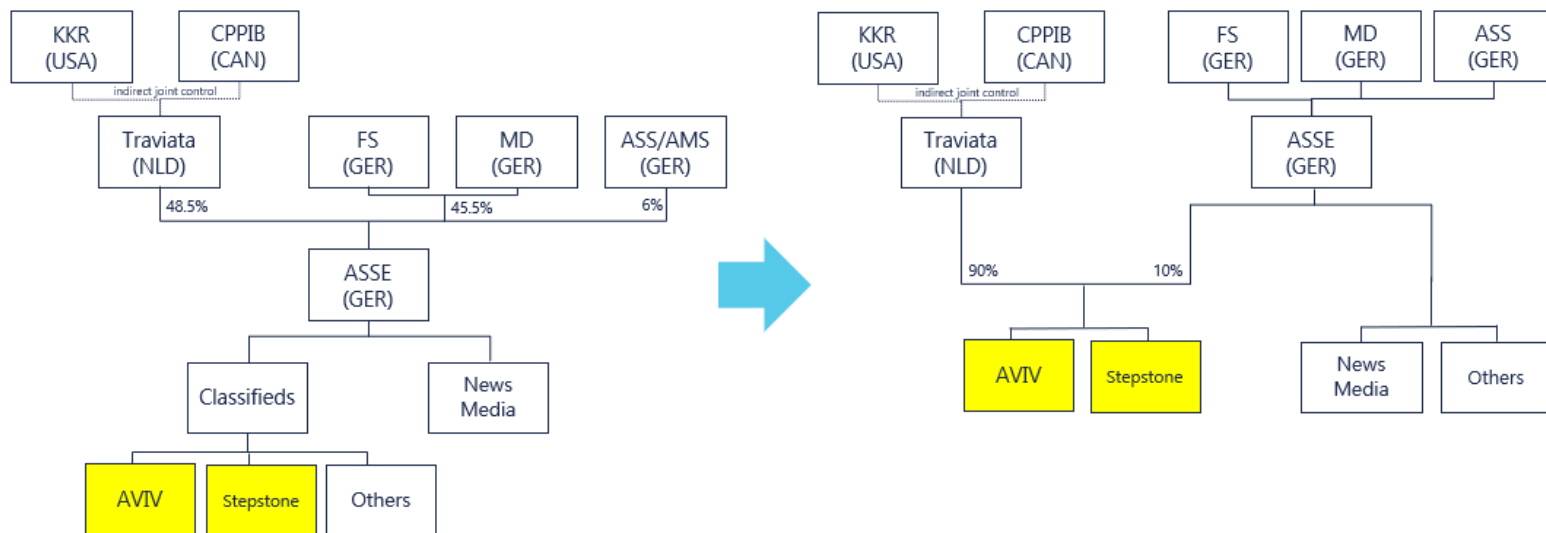 KKR
(USA)
CPPIB
(CAN)
indirect joint control
Traviata
(NLD)
FS
(GER)
MD
(GER)
ASS/AMS
(GER)
48.5%
45.5%
6%
ASSE
(GER)
Classifieds
News
Media
AVIV
Stepstone
Others
KKR
(USA)
CPPIB
(CAN)
FS
(GER)
MD
(GER)
ASS
(GER)
indirect joint control
Traviata
(NLD)
ASSE
(GER)
90%
10%
AVIV
Stepstone
News
Media
Others